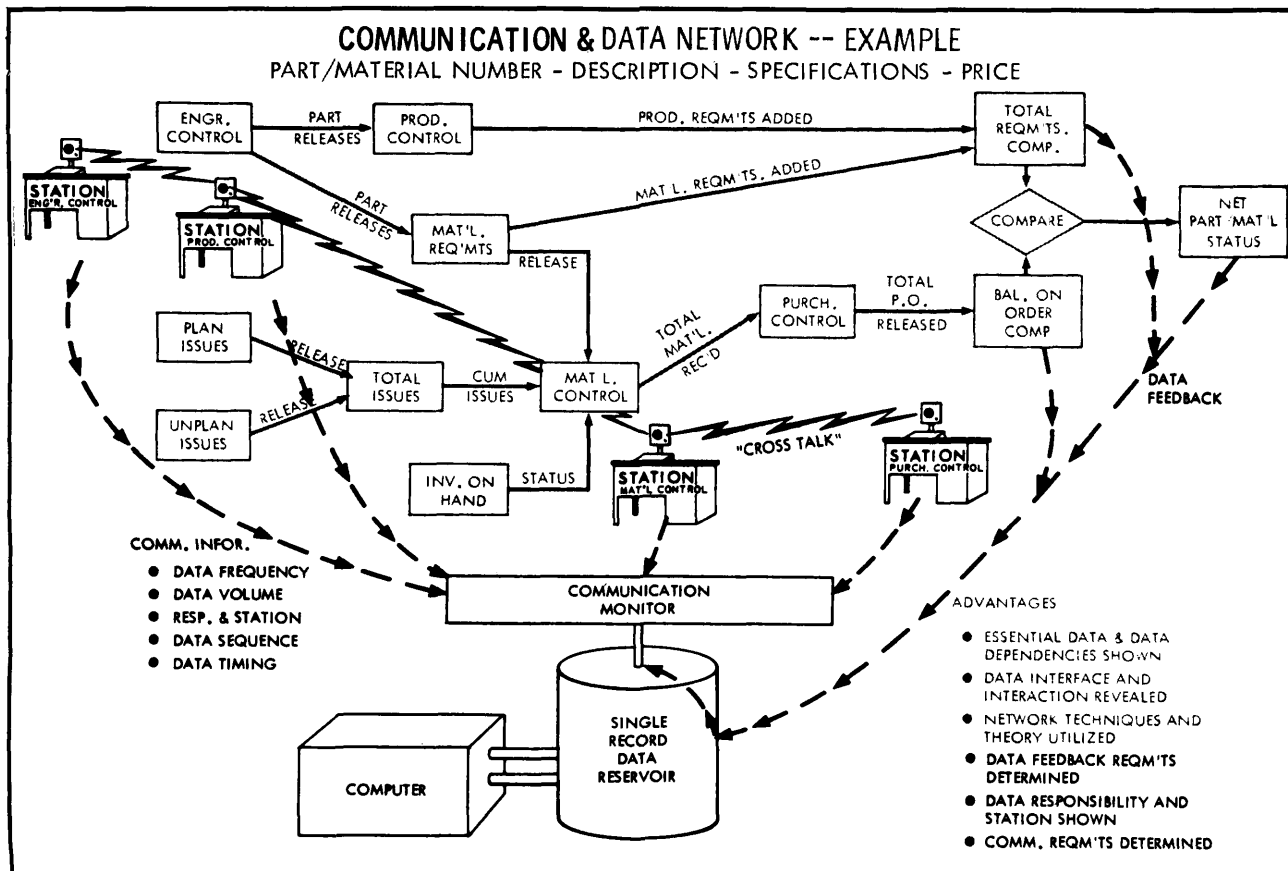 COMMUNICATION & DATA NETWORK -- EXAMPLE
PART/MATERIAL NUMBER - DESCRIPTION - SPECIFICATIONS - PRICE
ENGR.
CONTROL
PART
RELEASES
PROD.
CONTROL
PROD. REQM'TS ADDED
TOTAL
REQM'TS.
COMP.
STATION
ENG'R. CONTROL
STATION
PROD. CONTROL
PART
RELEASES
MAT'L.
REQ'MTS
MAT L. REQM'TS. ADDED
RELEASE
COMPARE
NET
PART/MAT'L
STATUS
PLAN
ISSUES
RELEASE
UNPLAN
ISSUES
RELEASE
TOTAL
ISSUES
CUM
ISSUES
MAT L.
CONTROL
TOTAL
MAT'L.
REC'D
PURCH.
CONTROL
TOTAL
P.O.
RELEASED
BAL. ON
ORDER
COMP
DATA
FEEDBACK
INV. ON
HAND
STATUS
STATION
MAT'L CONTROL
"CROSS TALK"
STATION
PURCH. CONTROL
COMM. INFOR.
● DATA FREQUENCY
● DATA VOLUME
● RESP. & STATION
● DATA SEQUENCE
● DATA TIMING
COMMUNICATION
MONITOR
SINGLE
RECORD
DATA
RESERVOIR
COMPUTER
ADVANTAGES
● ESSENTIAL DATA & DATA
DEPENDENCIES SHOWN
● DATA INTERFACE AND
INTERACTION REVEALED
● NETWORK TECHNIQUES AND
THEORY UTILIZED
● DATA FEEDBACK REQM'TS
DETERMINED
● DATA RESPONSIBILITY AND
STATION SHOWN
● COMM. REQM'TS DETERMINED